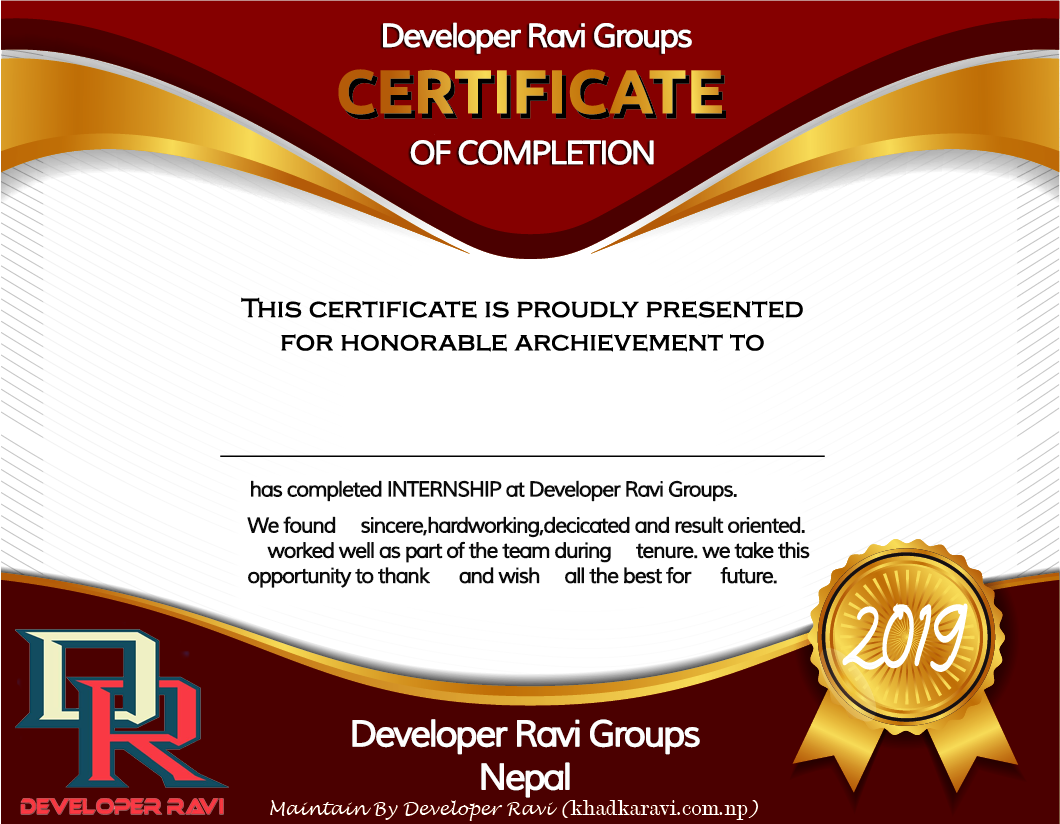 Developer Ravi Groups
CERTIFICATE
OF COMPLETION
THIS CERTIFICATE IS PROUDLY PRESENTED
FOR HONORABLE ARCHIEVEMENT TO
has completed INTERNSHIP at Developer Ravi Groups.
We found sincere,hardworking,decicated and result oriented.
worked well as part of the team during tenure. we take this
opportunity to thank and wish all the best for future.
2019
DR
DEVELOPER RAVI
Developer Ravi Groups
Nepal
Maintain By Developer Ravi (khadkaravi.com.np)